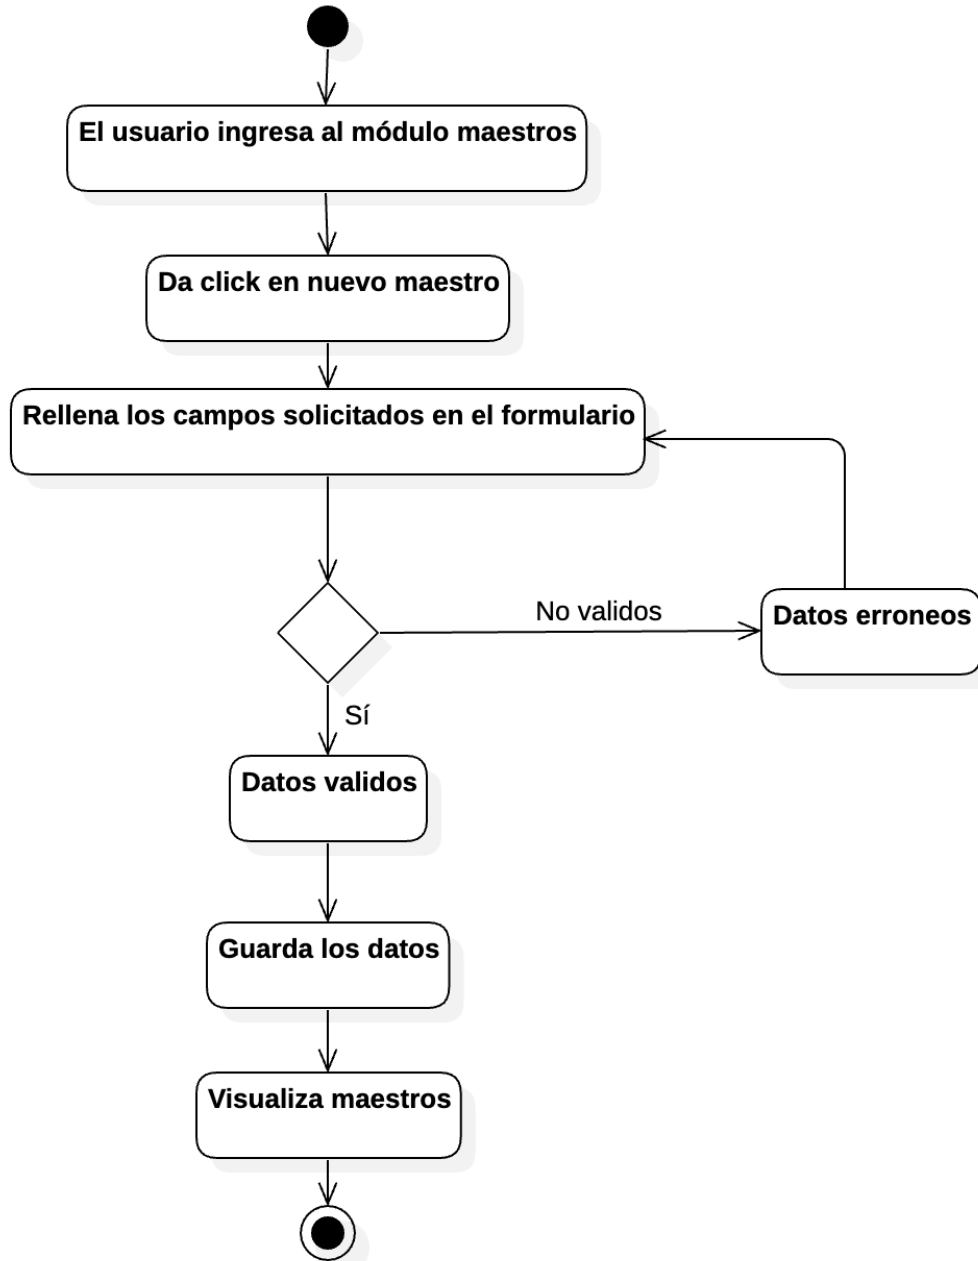 El usuario ingresa al módulo maestros
Da click en nuevo maestro
Rellena los campos solicitados en el formulario
No validos
Datos erroneos
Sí
Datos validos
Guarda los datos
Visualiza maestros